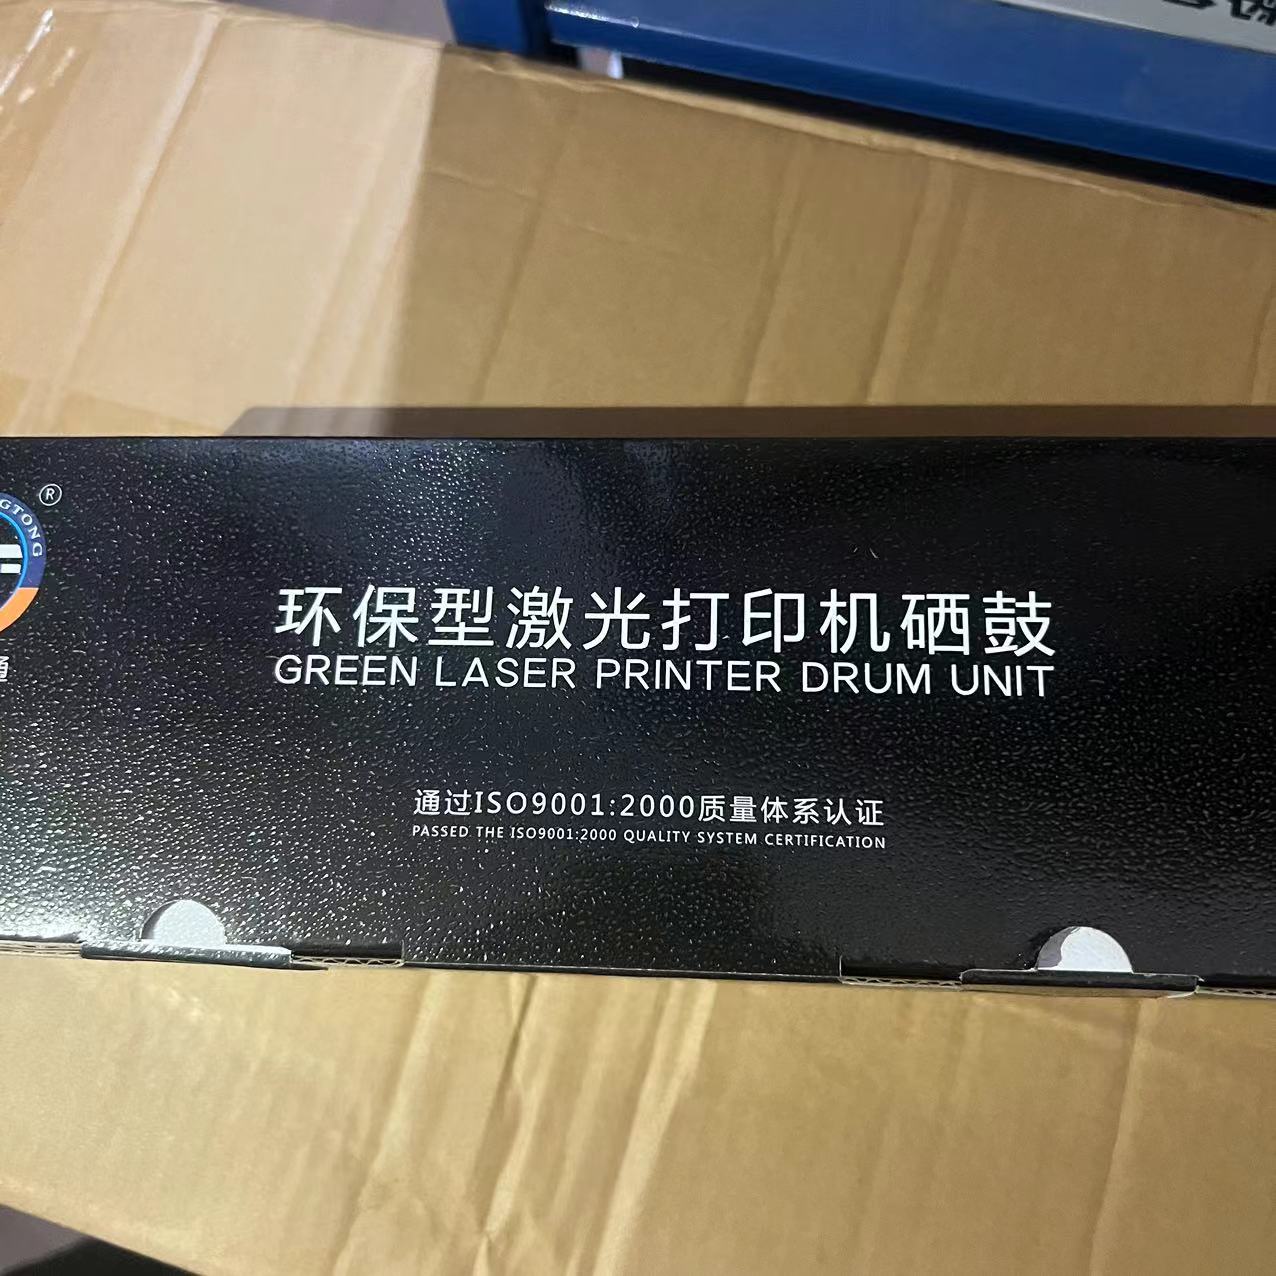 GTONG
®
通
环保型激光打印机硒鼓
GREEN LASER PRINTER DRUM UNIT
通过ISO9001:2000质量体系认证
PASSED THE ISO9001:2000 QUALITY SYSTEM CERTIFICATION